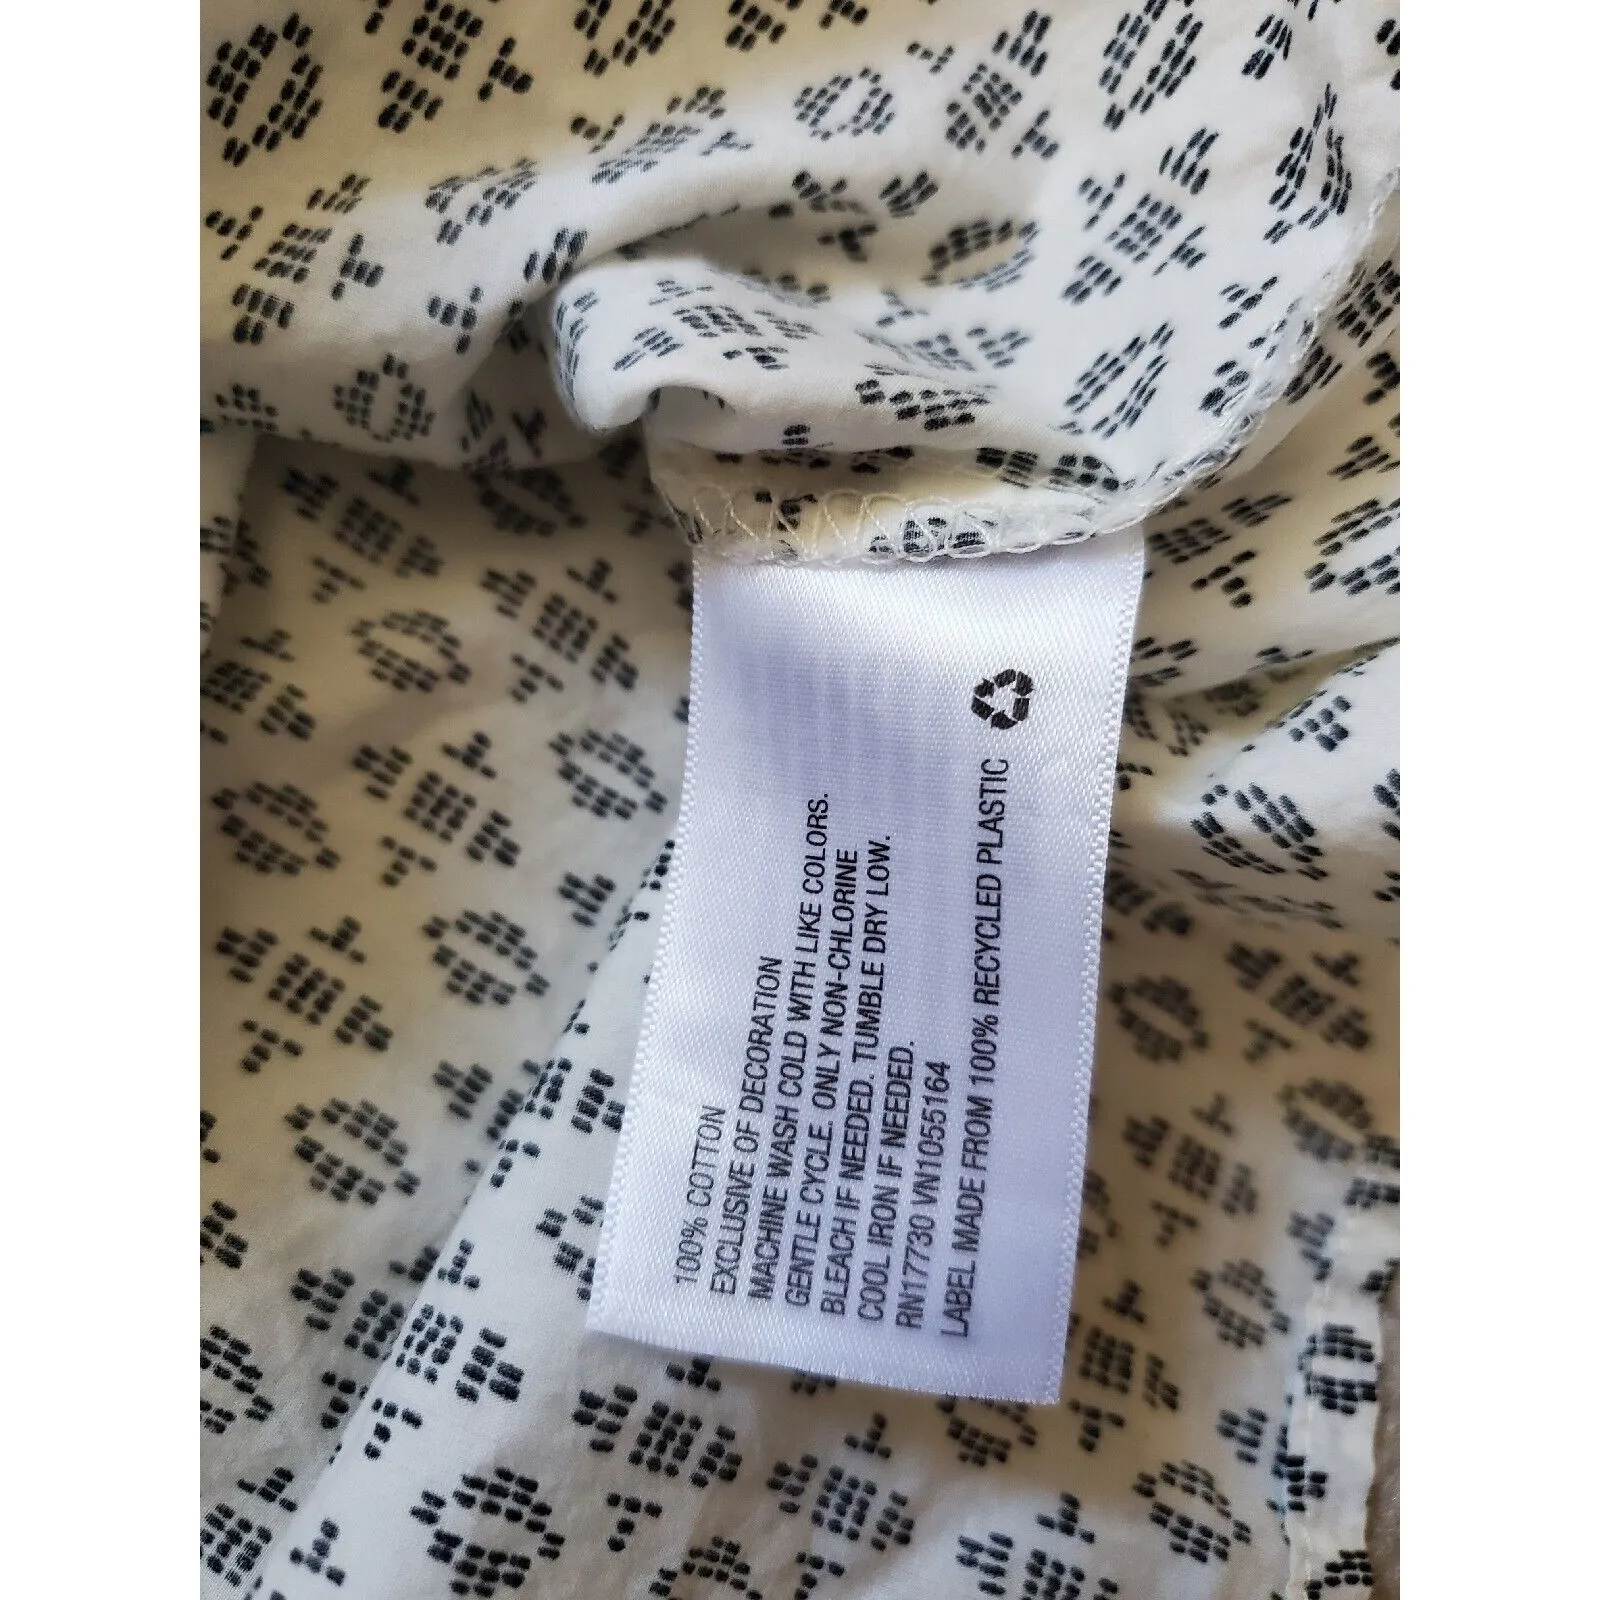 100% COTTON
EXCLUSIVE OF DECORATION
MACHINE WASH COLD WITH LIKE COLORS.
GENTLE CYCLE. ONLY NON-CHLORINE
BLEACH IF NEEDED. TUMBLE DRY LOW.
COOL IRON IF NEEDED.
RN17730 VN1055164
LABEL MADE FROM 100% RECYCLED PLASTIC